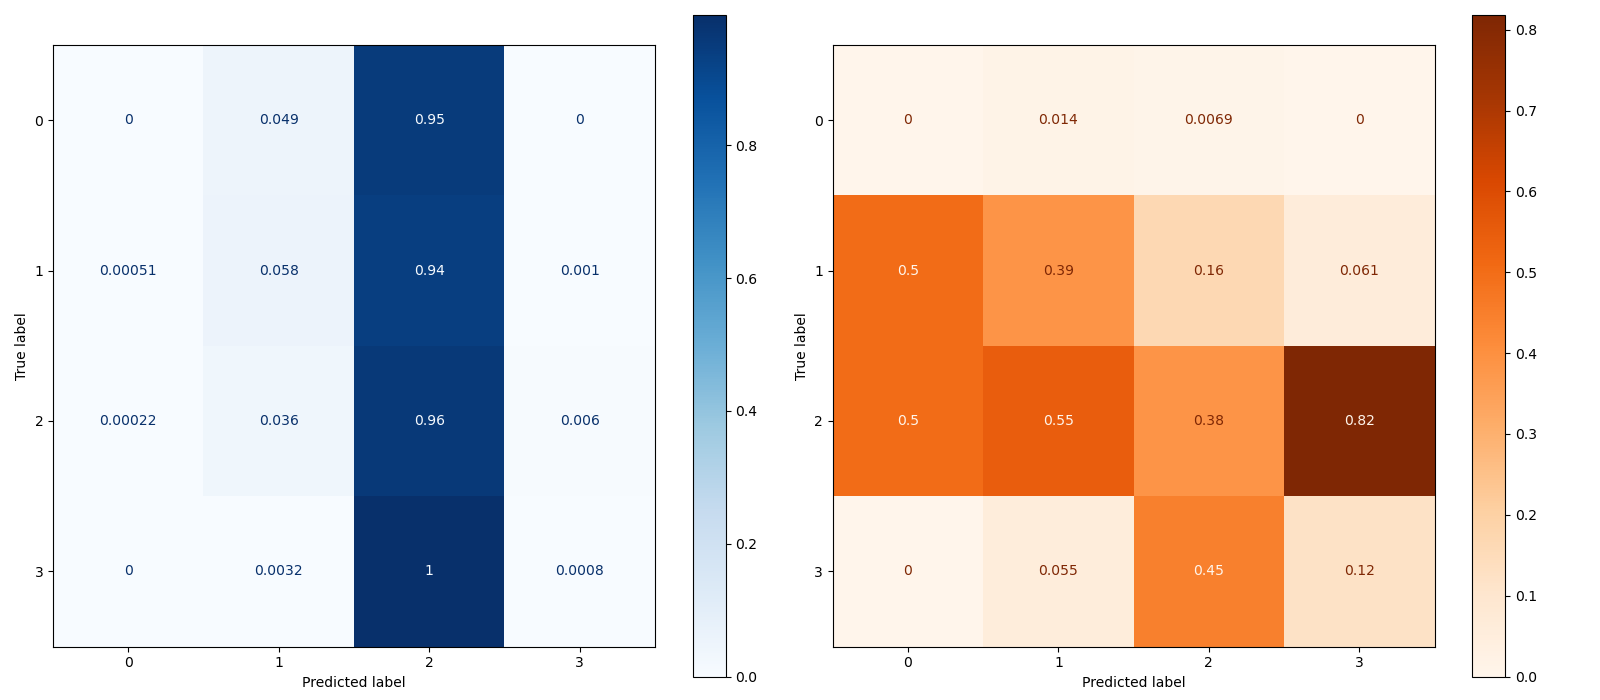 0 0 0.049 0.95 0
1 0.00051 0.058 0.94 0.001
2 0.00022 0.036 0.96 0.006
3 0 0.0032 1 0.0008
0 1 2 3
True label
Predicted label
0.8
0.6
0.4
0.2
0.0
0 0 0.014 0.0069 0
1 0.5 0.39 0.16 0.061
2 0.5 0.55 0.38 0.82
3 0 0.055 0.45 0.12
0 1 2 3
True label
Predicted label
0.8
0.7
0.6
0.5
0.4
0.3
0.2
0.1
0.0